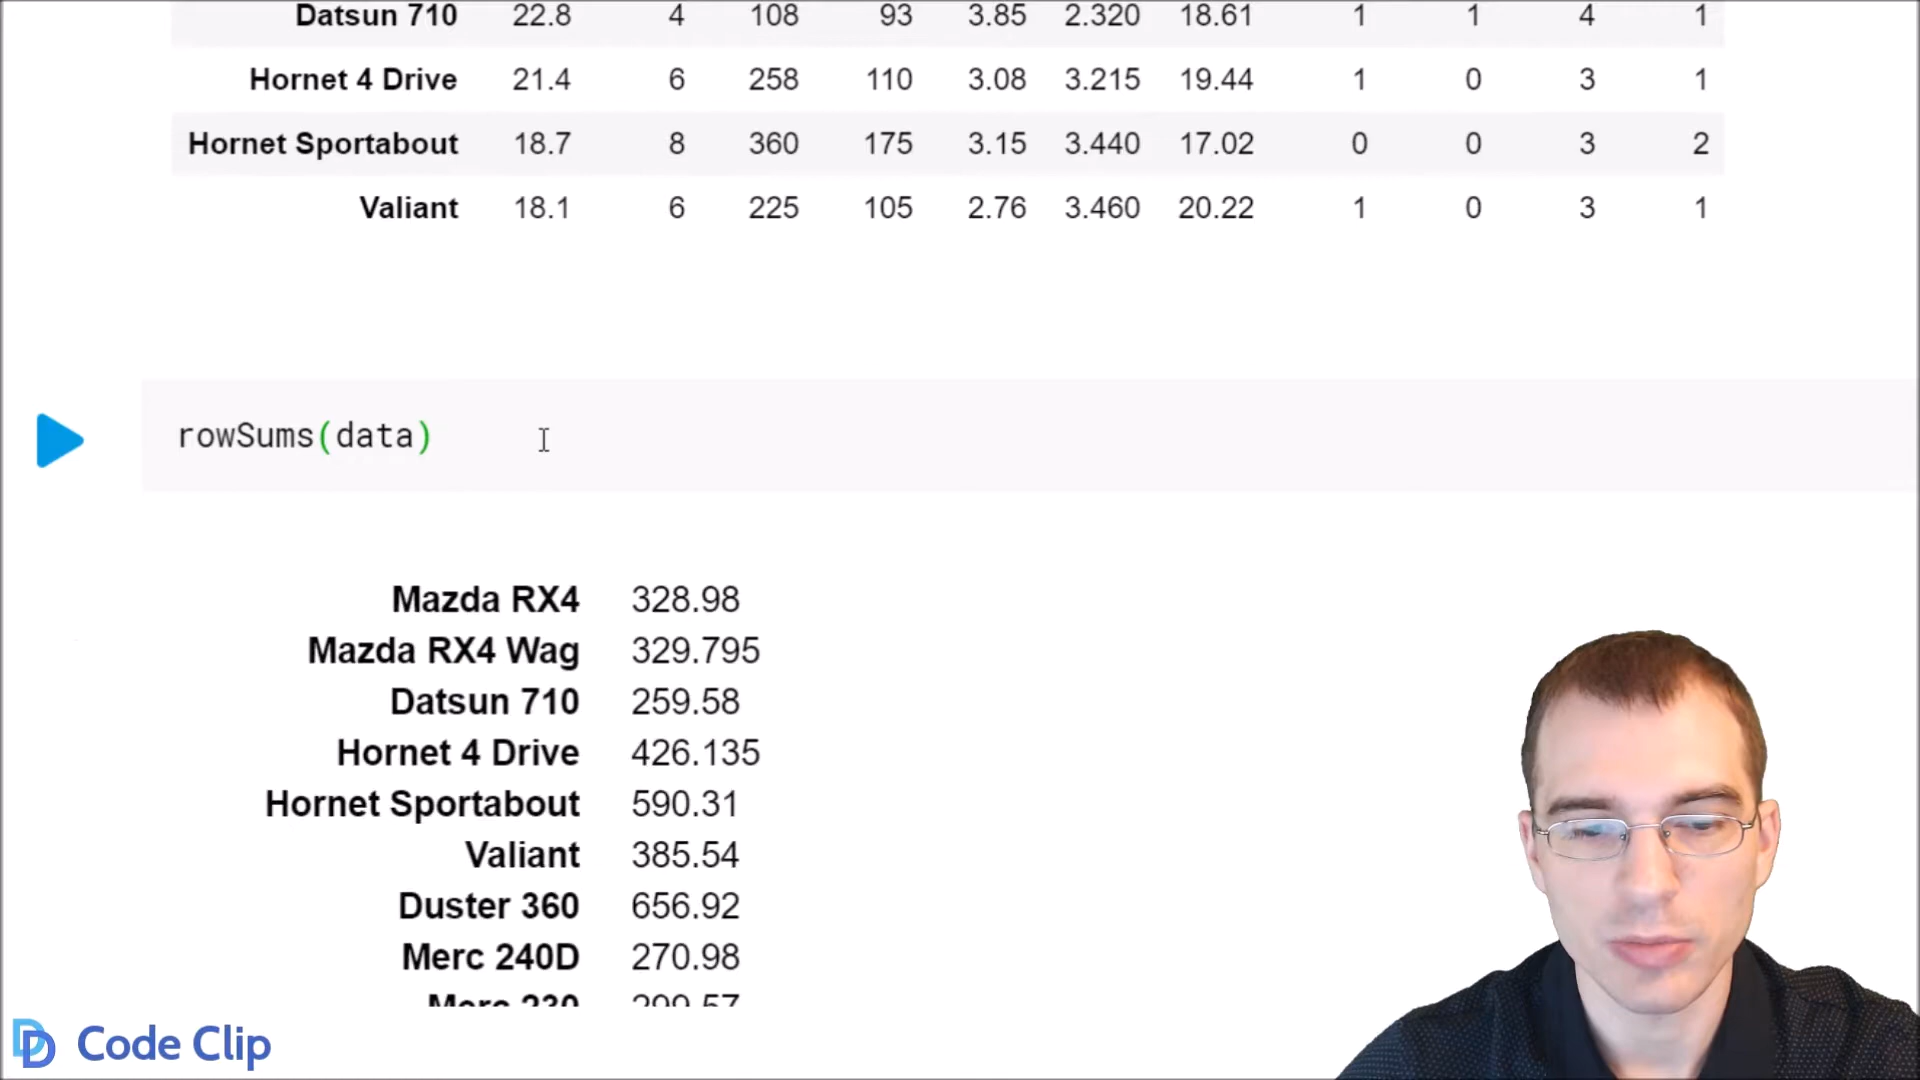 Datsun 710 22.8 4 108 93 3.85 2.320 18.61 1 1 4 1
Hornet 4 Drive 21.4 6 258 110 3.08 3.215 19.44 1 0 3 1
Hornet Sportabout 18.7 8 360 175 3.15 3.440 17.02 0 0 3 2
Valiant 18.1 6 225 105 2.76 3.460 20.22 1 0 3 1
rowSums(data)
Mazda RX4 328.98
Mazda RX4 Wag 329.795
Datsun 710 259.58
Hornet 4 Drive 426.135
Hornet Sportabout 590.31
Valiant 385.54
Duster 360 656.92
Merc 240D 270.98
Merc 230 299.57
Code Clip